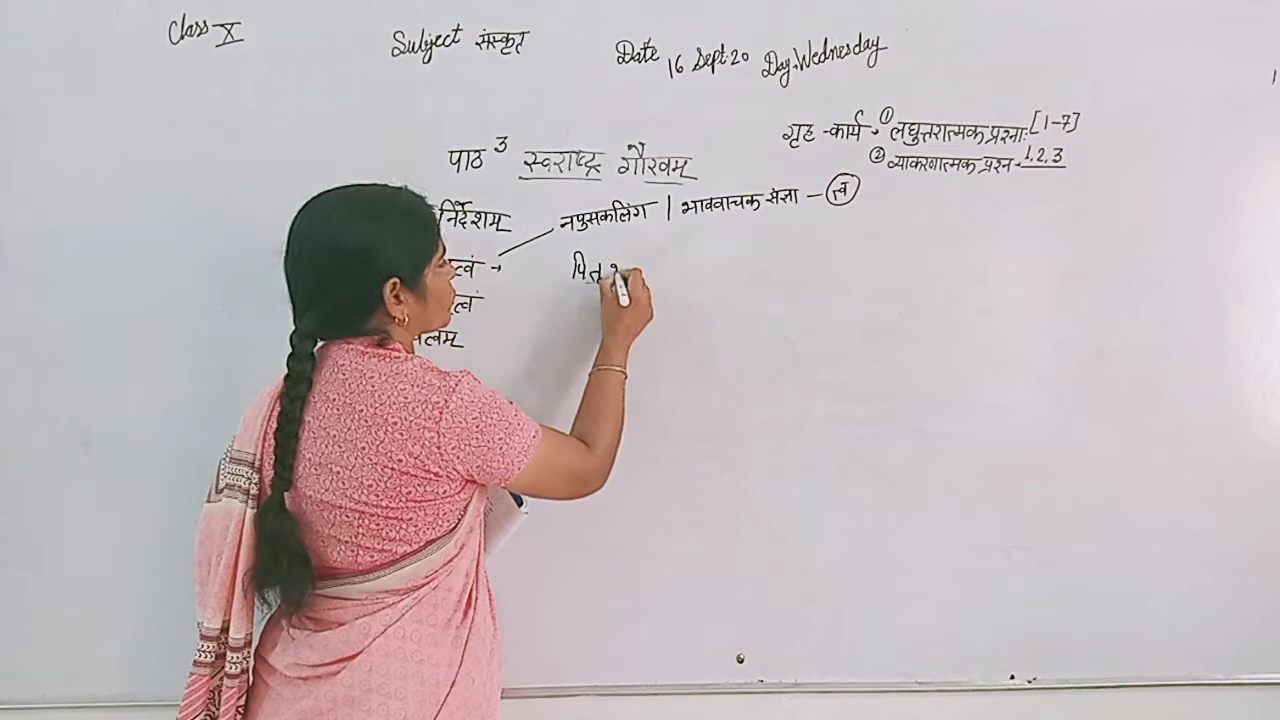 Class X
Subject संस्कृत
Date 16 Sept.20 Day.Wednesday
गृह-कार्य → ① लघुत्तरात्मक प्रश्नाः [1-7]
② व्याकरणात्मक प्रश्न → 1, 2, 3
पाठ 3 स्वराष्ट्र गौरवम्
निर्देशम्
नपुसकलिंग | भाववाचक संज्ञा - त्व
त्वं →
पितृ
त्वं
त्वम्